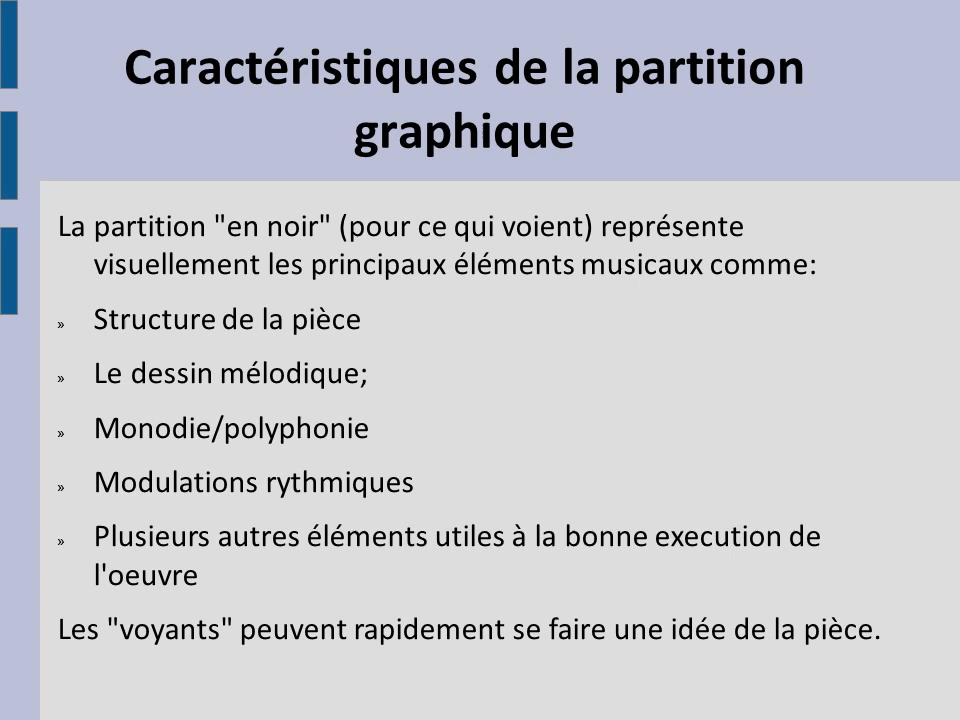 Caractéristiques de la partition
graphique
La partition "en noir" (pour ce qui voient) représente
visuellement les principaux éléments musicaux comme:
» Structure de la pièce
» Le dessin mélodique;
» Monodie/polyphonie
» Modulations rythmiques
» Plusieurs autres éléments utiles à la bonne execution de
l'oeuvre
Les "voyants" peuvent rapidement se faire une idée de la pièce.